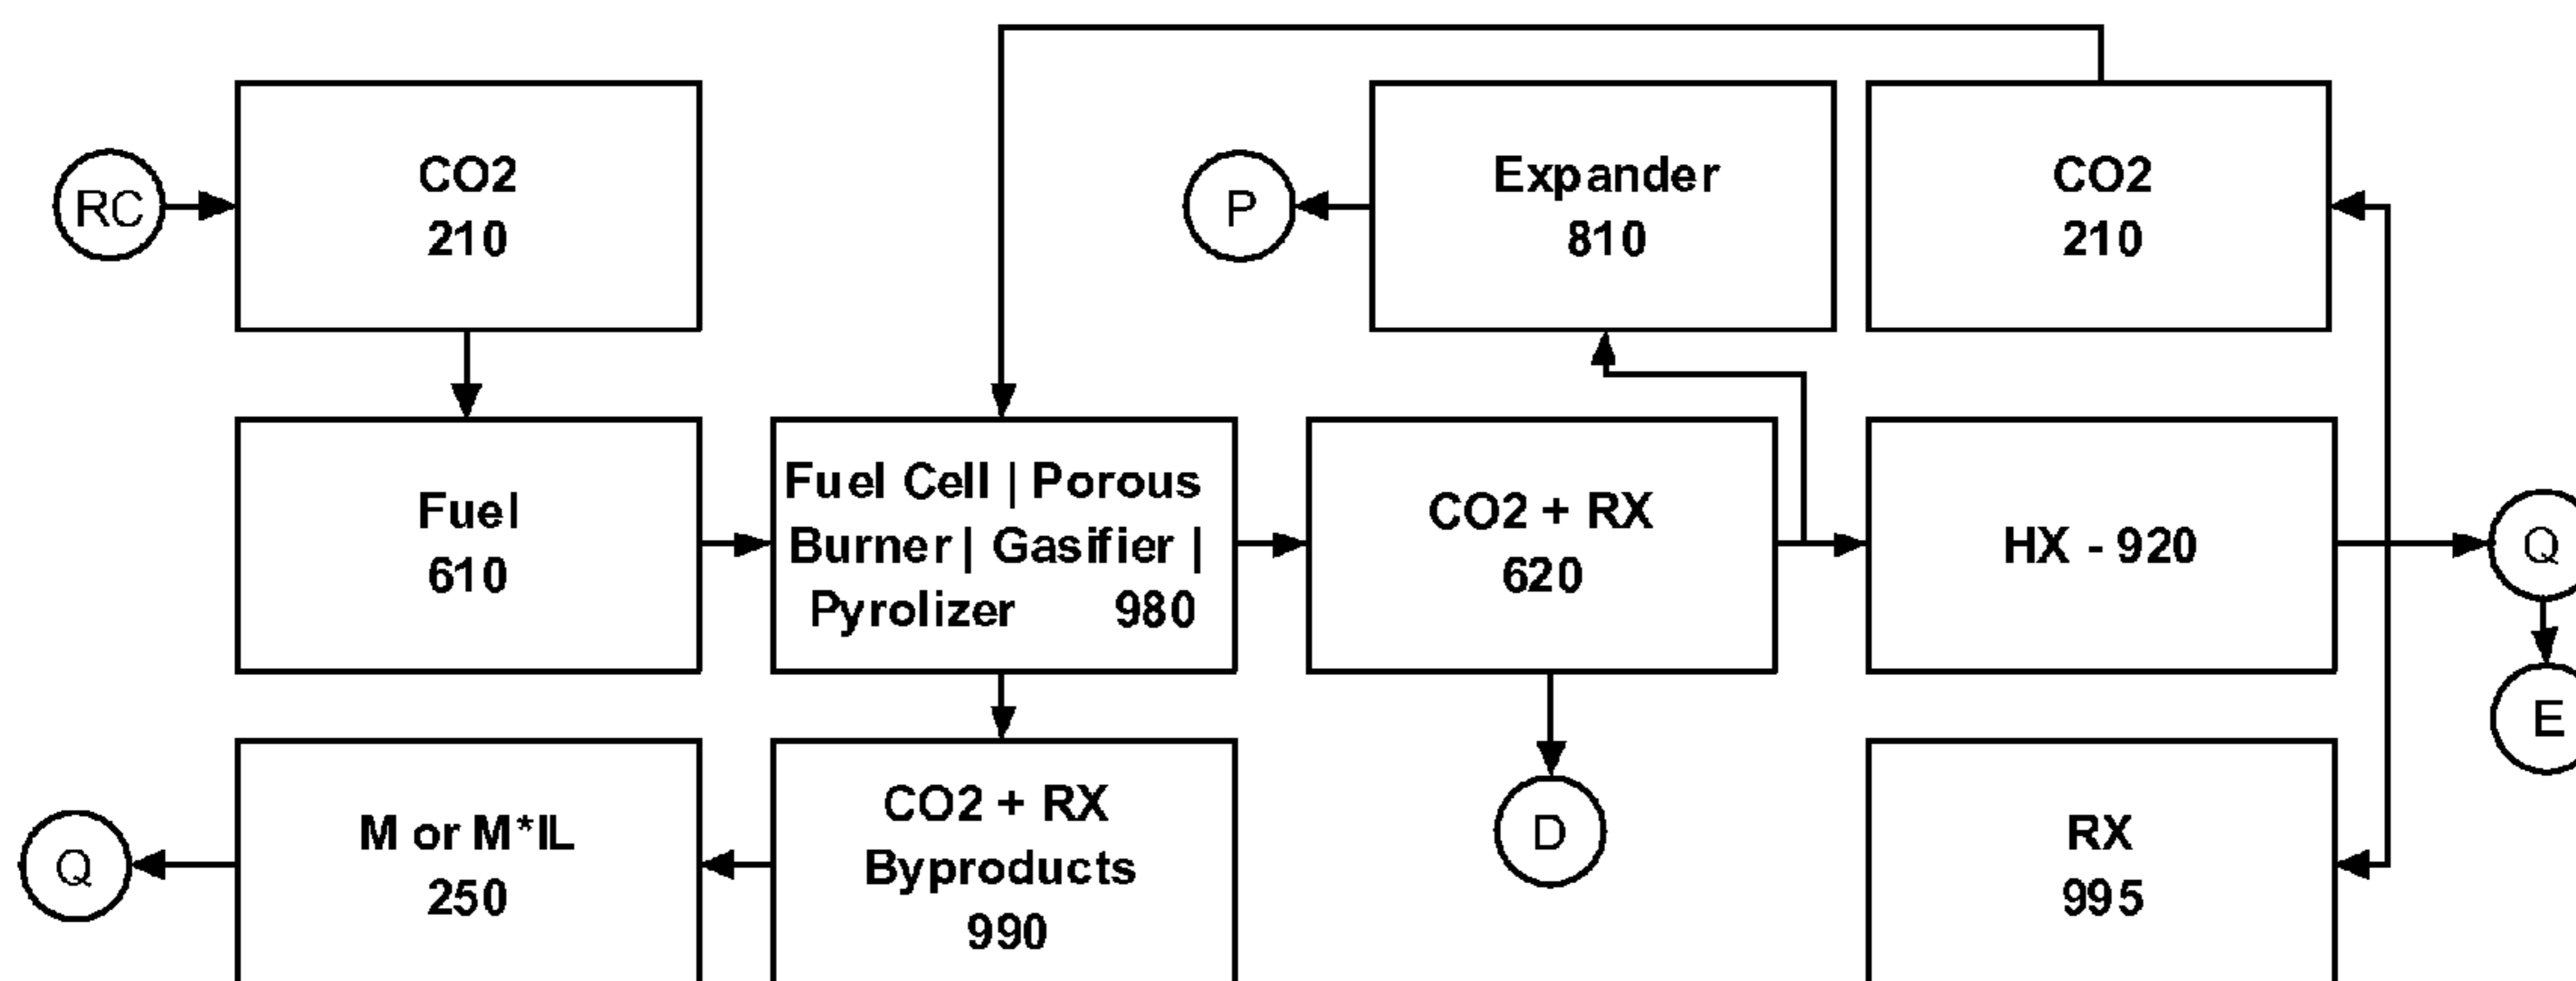 RC
CO2
210
P
Expander
810
CO2
210
Fuel
610
Fuel Cell | Porous
Burner | Gasifier |
Pyrolizer 980
CO2 + RX
620
HX - 920
Q
E
Q
M or M*IL
250
CO2 + RX
Byproducts
990
D
RX
995